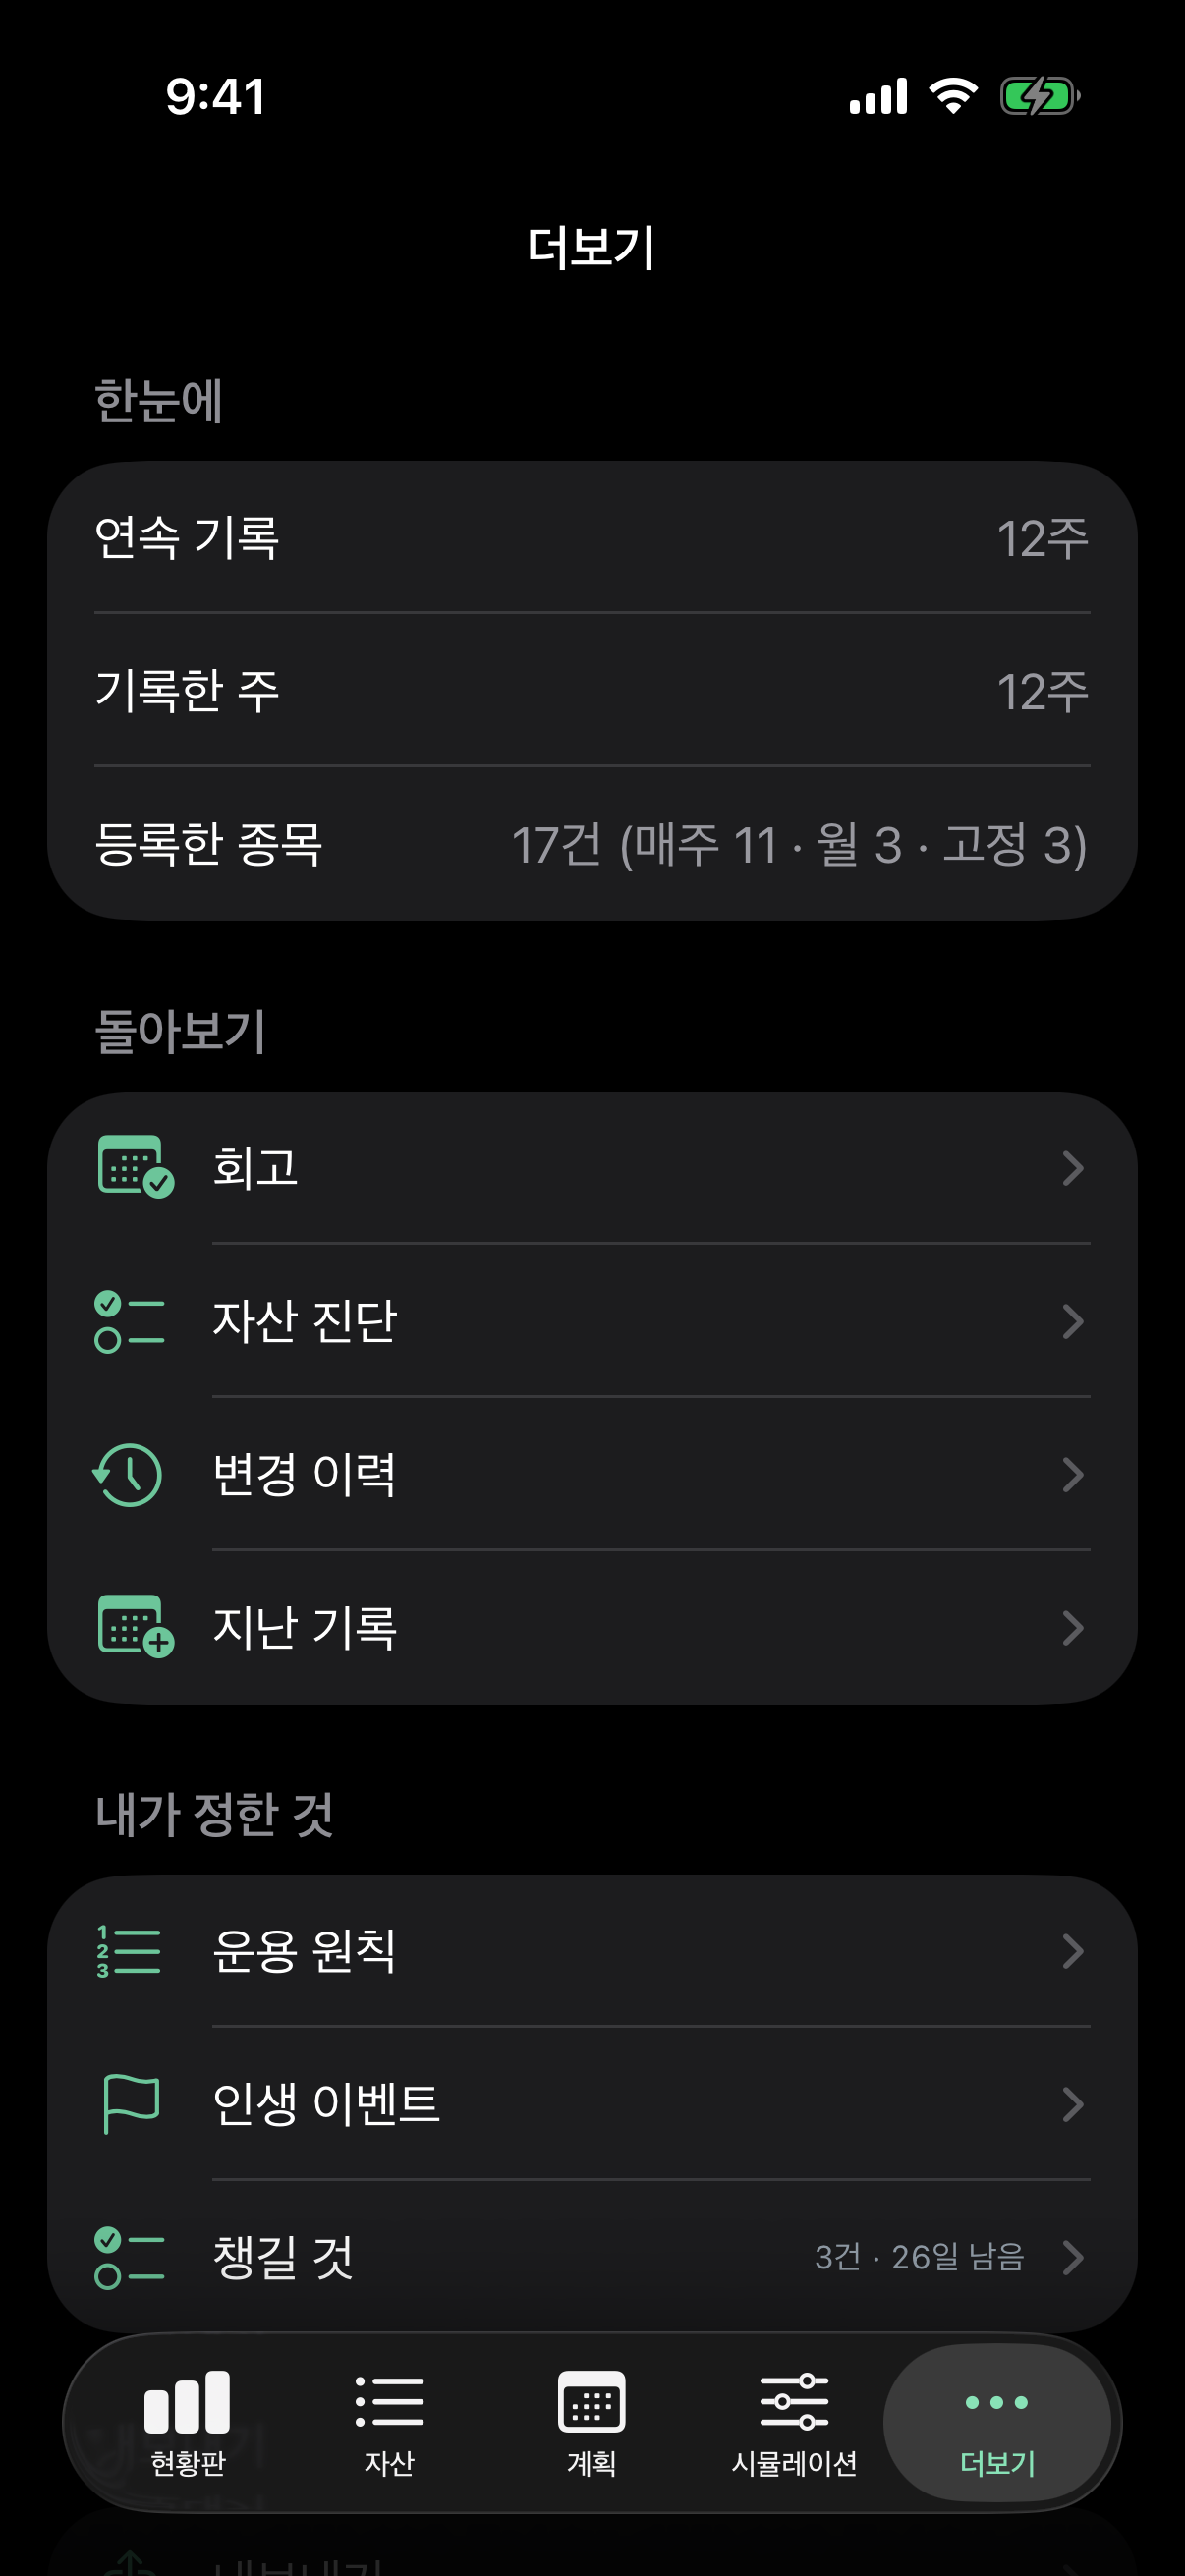 9:41
더보기
한눈에
연속 기록 12주
기록한 주 12주
등록한 종목 17건 (매주 11 · 월 3 · 고정 3)
돌아보기
회고
자산 진단
변경 이력
지난 기록
내가 정한 것
1
2
3
운용 원칙
인생 이벤트
챙길 것 3건 · 26일 남음
현황판 자산 계획 시뮬레이션 더보기